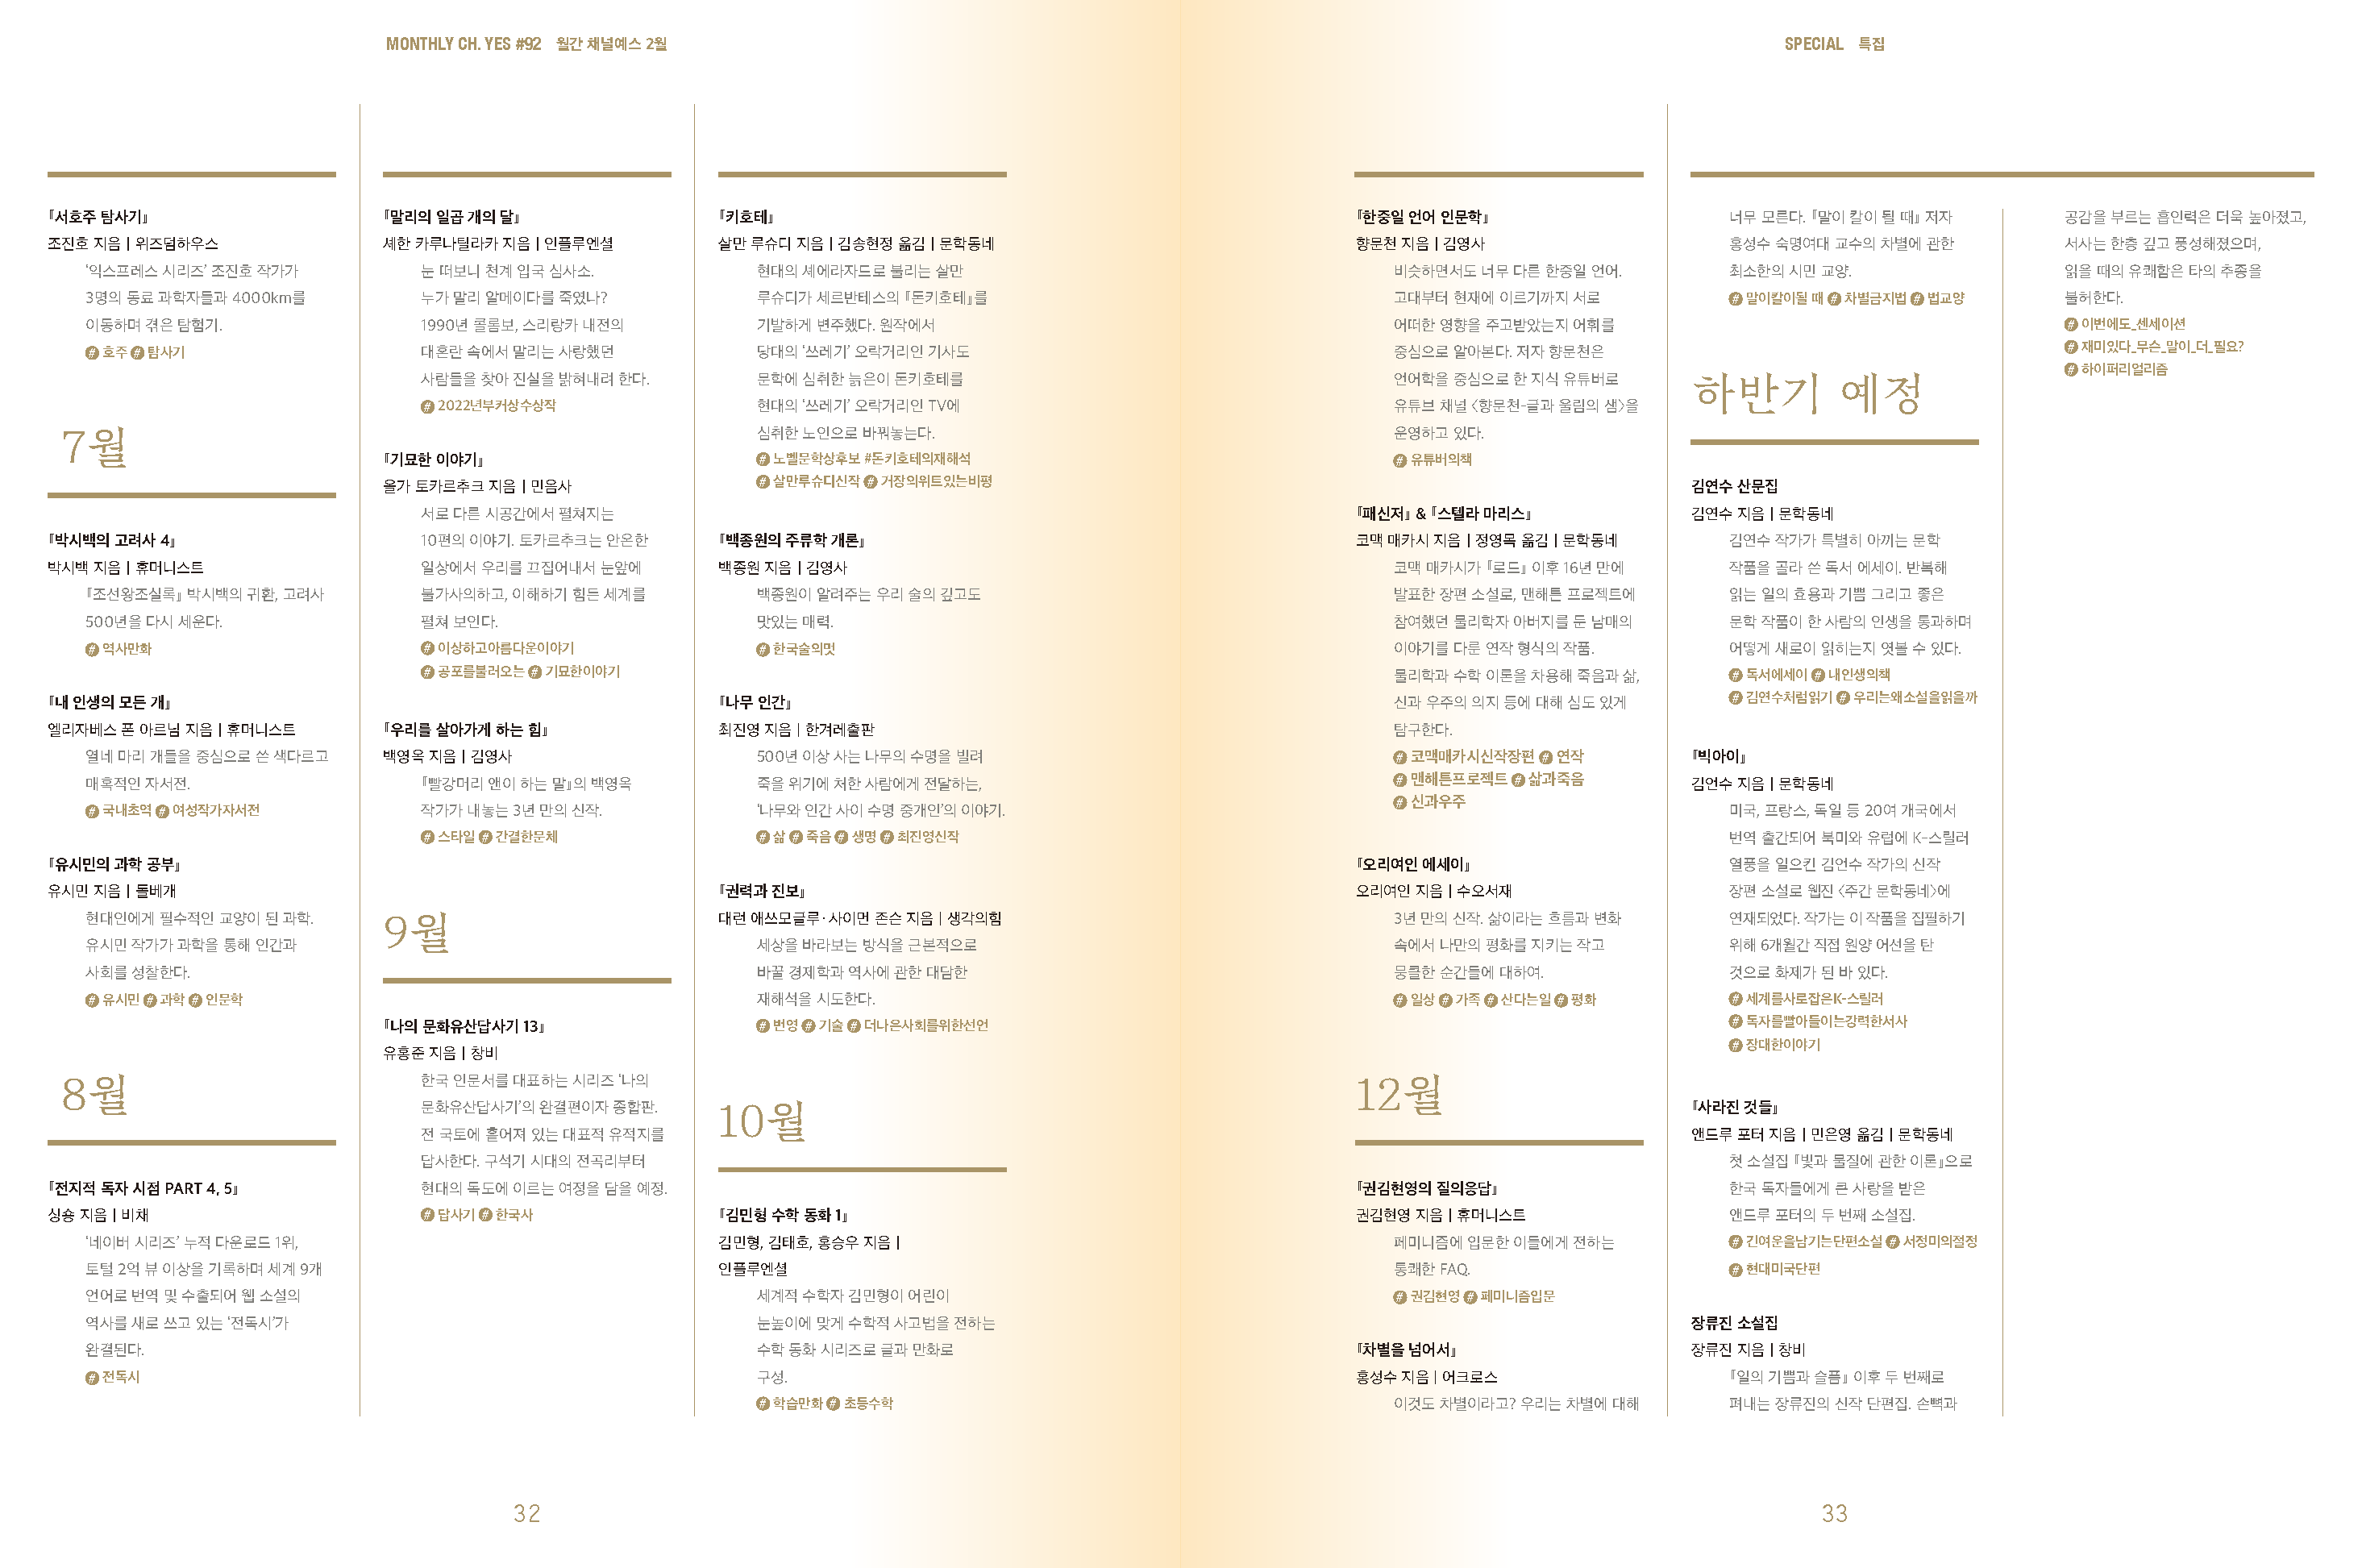 MONTHLY CH. YES #92 월간 채널예스 2월
『서호주 탐사기』
조진호 지음 | 위즈덤하우스
‘익스프레스 시리즈’ 조진호 작가가
3명의 동료 과학자들과 4000km를
이동하며 겪은 탐험기.
# 호주 # 탐사기
7월
『박시백의 고려사 4』
박시백 지음 | 휴머니스트
『조선왕조실록』 박시백의 귀환, 고려사
500년을 다시 세운다.
# 역사만화
『내 인생의 모든 개』
엘리자베스 폰 아르님 지음 | 휴머니스트
열네 마리 개들을 중심으로 쓴 색다르고
매혹적인 자서전.
# 국내초역 # 여성작가자서전
『유시민의 과학 공부』
유시민 지음 | 돌베개
현대인에게 필수적인 교양이 된 과학.
유시민 작가가 과학을 통해 인간과
사회를 성찰한다.
# 유시민 # 과학 # 인문학
8월
『전지적 독자 시점 PART 4, 5』
싱숑 지음 | 비채
‘네이버 시리즈’ 누적 다운로드 1위,
토털 2억 뷰 이상을 기록하며 세계 9개
언어로 번역 및 수출되어 웹 소설의
역사를 새로 쓰고 있는 ‘전독시’가
완결된다.
# 전독시
『말리의 일곱 개의 달』
셰한 카루나틸라카 지음 | 인플루엔셜
눈 떠보니 천계 입국 심사소.
누가 말리 알메이다를 죽였나?
1990년 콜롬보, 스리랑카 내전의
대혼란 속에서 말리는 사랑했던
사람들을 찾아 진실을 밝혀내려 한다.
# 2022년부커상수상작
『기묘한 이야기』
올가 토카르추크 지음 | 민음사
서로 다른 시공간에서 펼쳐지는
10편의 이야기. 토카르추크는 안온한
일상에서 우리를 끄집어내서 눈앞에
불가사의하고, 이해하기 힘든 세계를
펼쳐 보인다.
# 이상하고아름다운이야기
# 공포를불러오는 # 기묘한이야기
『우리를 살아가게 하는 힘』
백영옥 지음 | 김영사
『빨강머리 앤이 하는 말』의 백영옥
작가가 내놓는 3년 만의 신작.
# 스타일 # 간결한문체
9월
『나의 문화유산답사기 13』
유홍준 지음 | 창비
한국 인문서를 대표하는 시리즈 ‘나의
문화유산답사기’의 완결편이자 종합판.
전 국토에 흩어져 있는 대표적 유적지를
답사한다. 구석기 시대의 전곡리부터
현대의 독도에 이르는 여정을 담을 예정.
# 답사기 # 한국사
『키호테』
살만 루슈디 지음 | 김송현정 옮김 | 문학동네
현대의 셰에라자드로 불리는 살만
루슈디가 세르반테스의 『돈키호테』를
기발하게 변주했다. 원작에서
당대의 ‘쓰레기’ 오락거리인 기사도
문학에 심취한 늙은이 돈키호테를
현대의 ‘쓰레기’ 오락거리인 TV에
심취한 노인으로 바꿔놓는다.
# 노벨문학상후보 #돈키호테의재해석
# 살만루슈디신작 # 거장의위트있는비평
『백종원의 주류학 개론』
백종원 지음 | 김영사
백종원이 알려주는 우리 술의 깊고도
맛있는 매력.
# 한국술의멋
『나무 인간』
최진영 지음 | 한겨레출판
500년 이상 사는 나무의 수명을 빌려
죽을 위기에 처한 사람에게 전달하는,
‘나무와 인간 사이 수명 중개인’의 이야기.
# 삶 # 죽음 # 생명 # 최진영신작
『권력과 진보』
대런 애쓰모글루·사이먼 존슨 지음 | 생각의힘
세상을 바라보는 방식을 근본적으로
바꿀 경제학과 역사에 관한 대담한
재해석을 시도한다.
# 번영 # 기술 # 더나은사회를위한선언
10월
『김민형 수학 동화 1』
김민형, 김태호, 홍승우 지음 |
인플루엔셜
세계적 수학자 김민형이 어린이
눈높이에 맞게 수학적 사고법을 전하는
수학 동화 시리즈로 글과 만화로
구성.
# 학습만화 # 초등수학
32
SPECIAL 특집
『한중일 언어 인문학』
향문천 지음 | 김영사
비슷하면서도 너무 다른 한중일 언어.
고대부터 현재에 이르기까지 서로
어떠한 영향을 주고받았는지 어휘를
중심으로 알아본다. 저자 향문천은
언어학을 중심으로 한 지식 유튜버로
유튜브 채널 〈향문천-글과 울림의 샘〉을
운영하고 있다.
# 유튜버의책
『패신저』 & 『스텔라 마리스』
코맥 매카시 지음 | 정영목 옮김 | 문학동네
코맥 매카시가 『로드』 이후 16년 만에
발표한 장편 소설로, 맨해튼 프로젝트에
참여했던 물리학자 아버지를 둔 남매의
이야기를 다룬 연작 형식의 작품.
물리학과 수학 이론을 차용해 죽음과 삶,
신과 우주의 의지 등에 대해 심도 있게
탐구한다.
# 코맥매카시신작장편 # 연작
# 맨해튼프로젝트 # 삶과죽음
# 신과우주
『오리여인 에세이』
오리여인 지음 | 수오서재
3년 만의 신작. 삶이라는 흐름과 변화
속에서 나만의 평화를 지키는 작고
뭉클한 순간들에 대하여.
# 일상 # 가족 # 산다는일 # 평화
12월
『권김현영의 질의응답』
권김현영 지음 | 휴머니스트
페미니즘에 입문한 이들에게 전하는
통쾌한 FAQ.
# 권김현영 # 페미니즘입문
『차별을 넘어서』
홍성수 지음 | 어크로스
이것도 차별이라고? 우리는 차별에 대해
너무 모른다. 『말이 칼이 될 때』 저자
홍성수 숙명여대 교수의 차별에 관한
최소한의 시민 교양.
# 말이칼이될 때 # 차별금지법 # 법교양
하반기 예정
김연수 산문집
김연수 지음 | 문학동네
김연수 작가가 특별히 아끼는 문학
작품을 골라 쓴 독서 에세이. 반복해
읽는 일의 효용과 기쁨 그리고 좋은
문학 작품이 한 사람의 인생을 통과하며
어떻게 새로이 읽히는지 엿볼 수 있다.
# 독서에세이 # 내인생의책
# 김연수처럼읽기 # 우리는왜소설을읽을까
『빅아이』
김언수 지음 | 문학동네
미국, 프랑스, 독일 등 20여 개국에서
번역 출간되어 북미와 유럽에 K-스릴러
열풍을 일으킨 김언수 작가의 신작
장편 소설로 웹진 〈주간 문학동네〉에
연재되었다. 작가는 이 작품을 집필하기
위해 6개월간 직접 원양 어선을 탄
것으로 화제가 된 바 있다.
# 세계를사로잡은K-스릴러
# 독자를빨아들이는강력한서사
# 장대한이야기
『사라진 것들』
앤드루 포터 지음 | 민은영 옮김 | 문학동네
첫 소설집 『빛과 물질에 관한 이론』으로
한국 독자들에게 큰 사랑을 받은
앤드루 포터의 두 번째 소설집.
# 긴여운을남기는단편소설 # 서정미의절정
# 현대미국단편
장류진 소설집
장류진 지음 | 창비
『일의 기쁨과 슬픔』 이후 두 번째로
펴내는 장류진의 신작 단편집. 손뼉과
공감을 부르는 흡인력은 더욱 높아졌고,
서사는 한층 깊고 풍성해졌으며,
읽을 때의 유쾌함은 타의 추종을
불허한다.
# 이번에도_센세이션
# 재미있다_무슨_말이_더_필요?
# 하이퍼리얼리즘
33